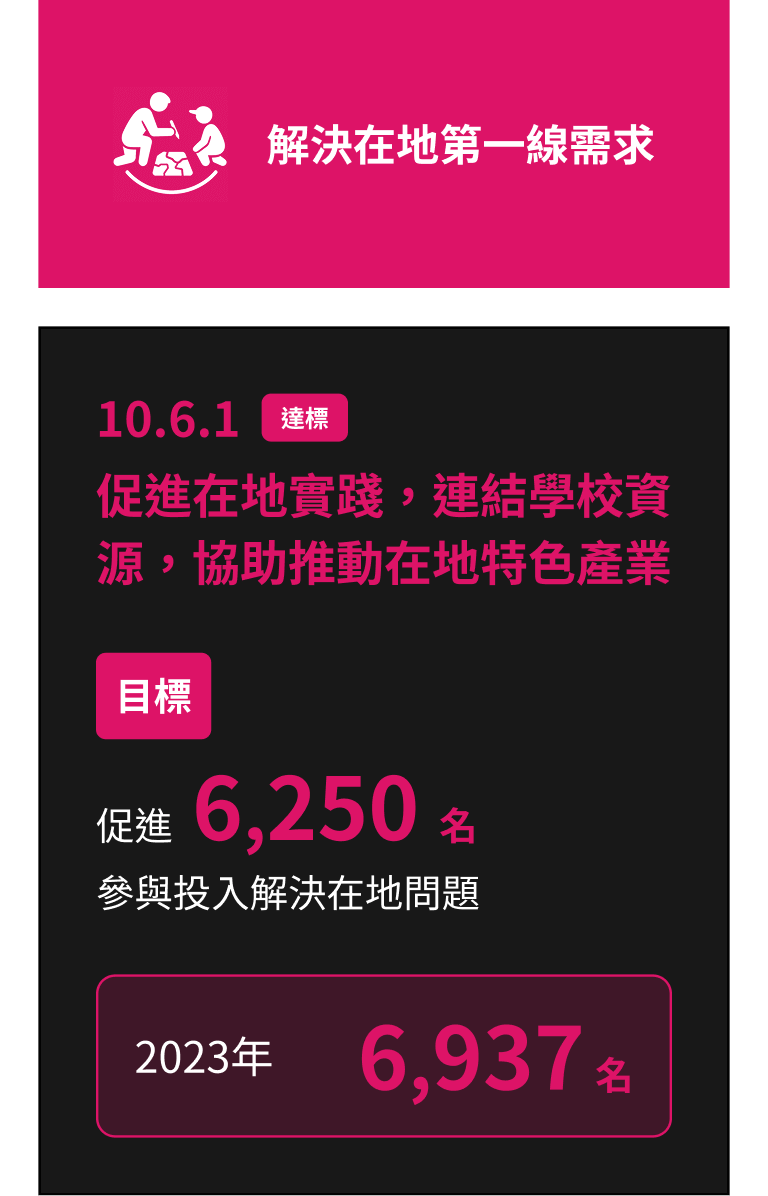 解決在地第一線需求
10.6.1 達標
促進在地實踐，連結學校資
源，協助推動在地特色產業
目標
促進 6,250 名
參與投入解決在地問題
2023年 6,937 名